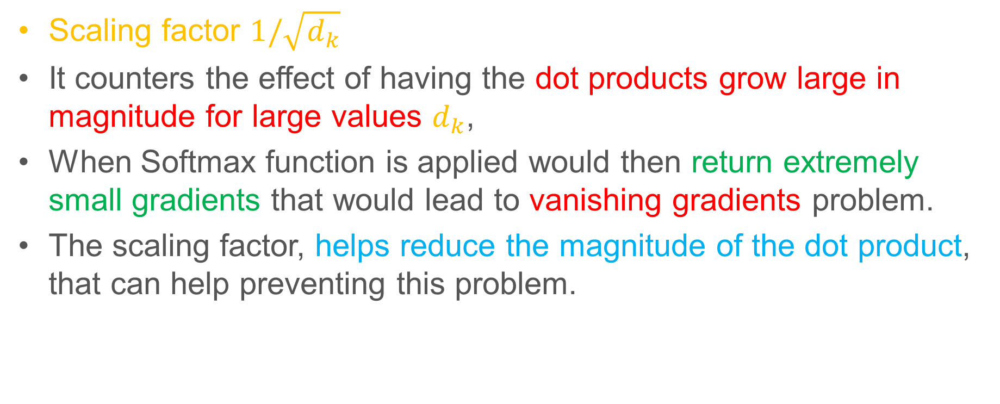 • Scaling factor 1/√d_k
• It counters the effect of having the dot products grow large in
magnitude for large values d_k,
• When Softmax function is applied would then return extremely
small gradients that would lead to vanishing gradients problem.
• The scaling factor, helps reduce the magnitude of the dot product,
that can help preventing this problem.